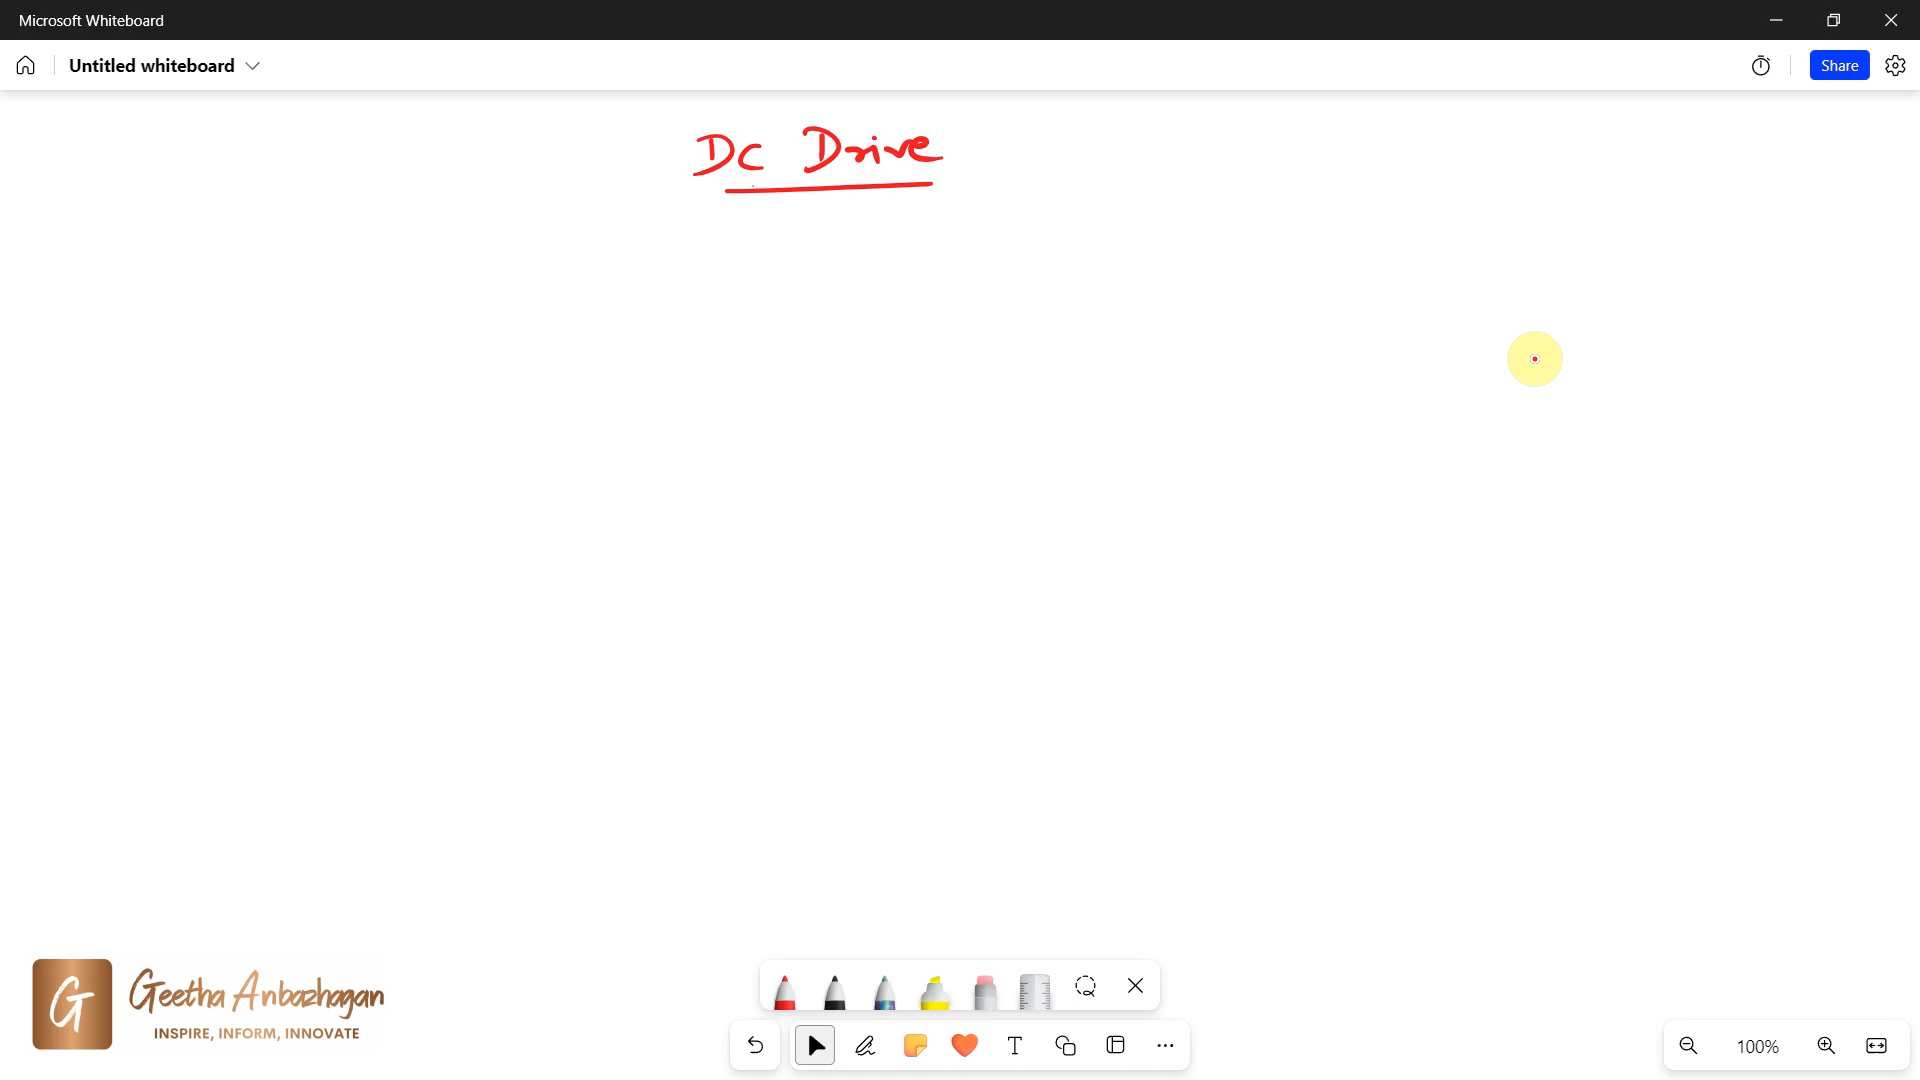 Microsoft Whiteboard
Untitled whiteboard
Share
DC Drive
G Geetha Anbazhagan
INSPIRE, INFORM, INNOVATE
T
100%